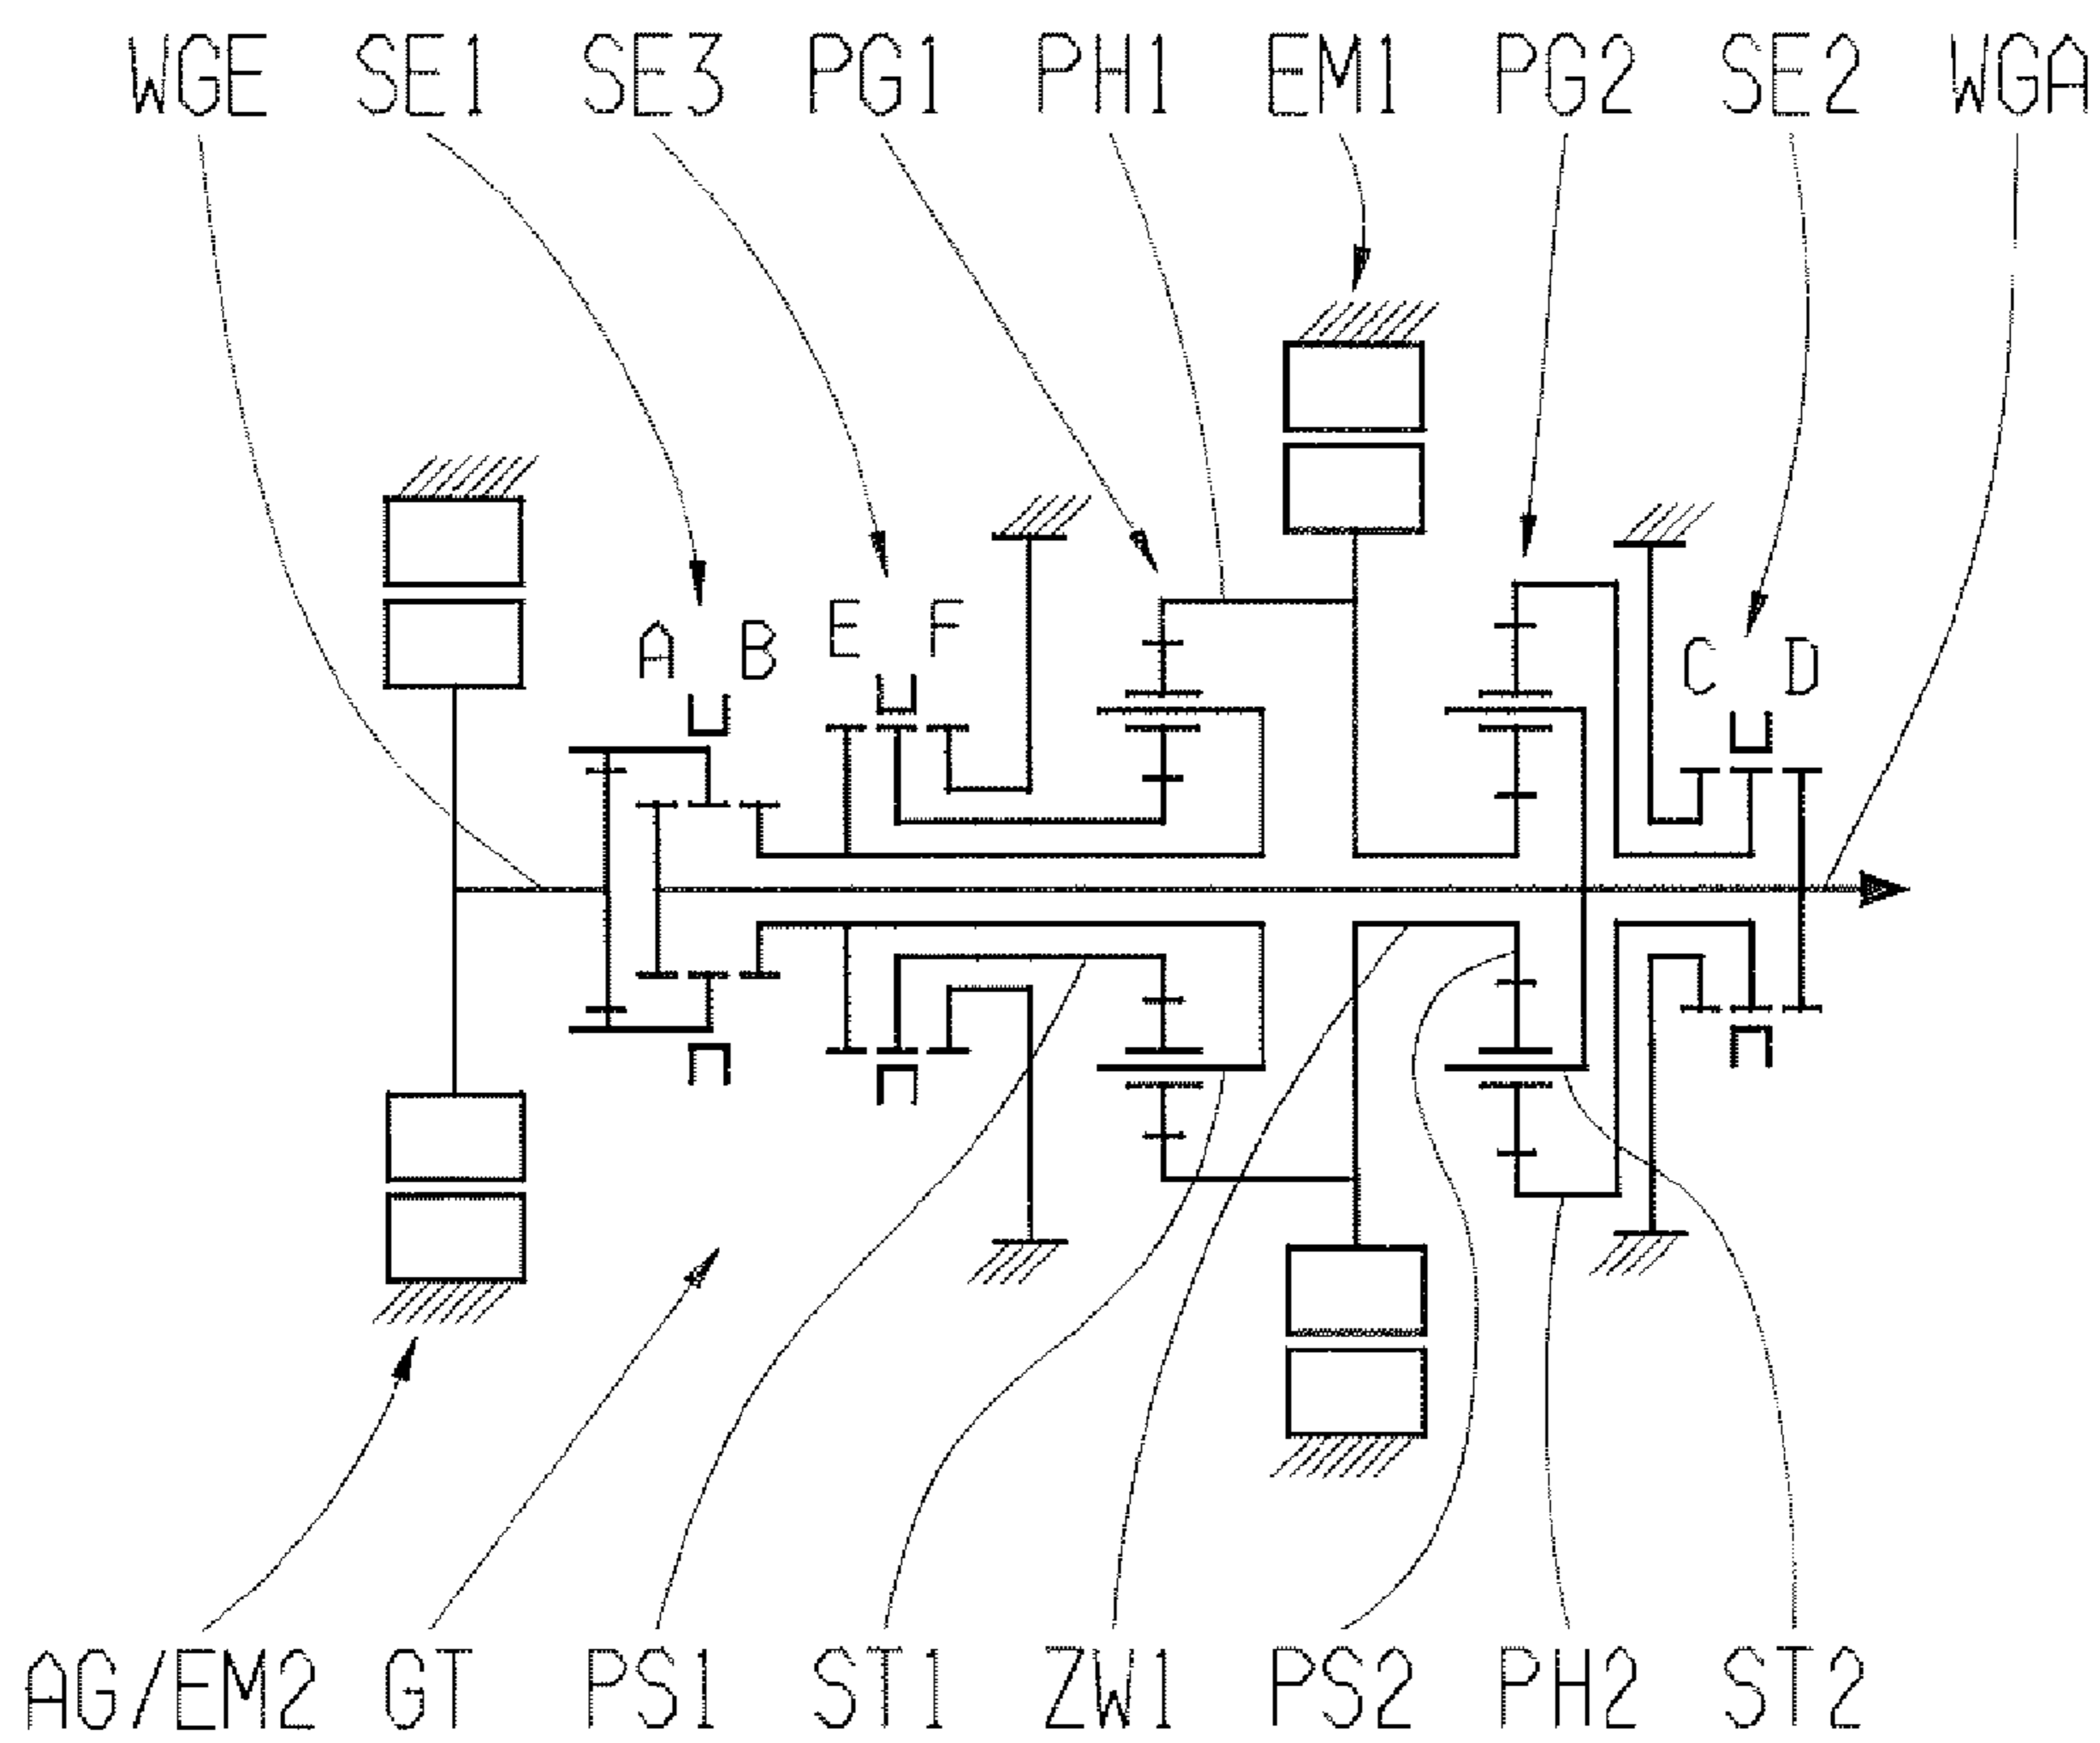 WGE SE1 SE3 PG1 PH1 EM1 PG2 SE2 WGA
E F
A B C D
AG/EM2 GT PS1 ST1 ZW1 PS2 PH2 ST2